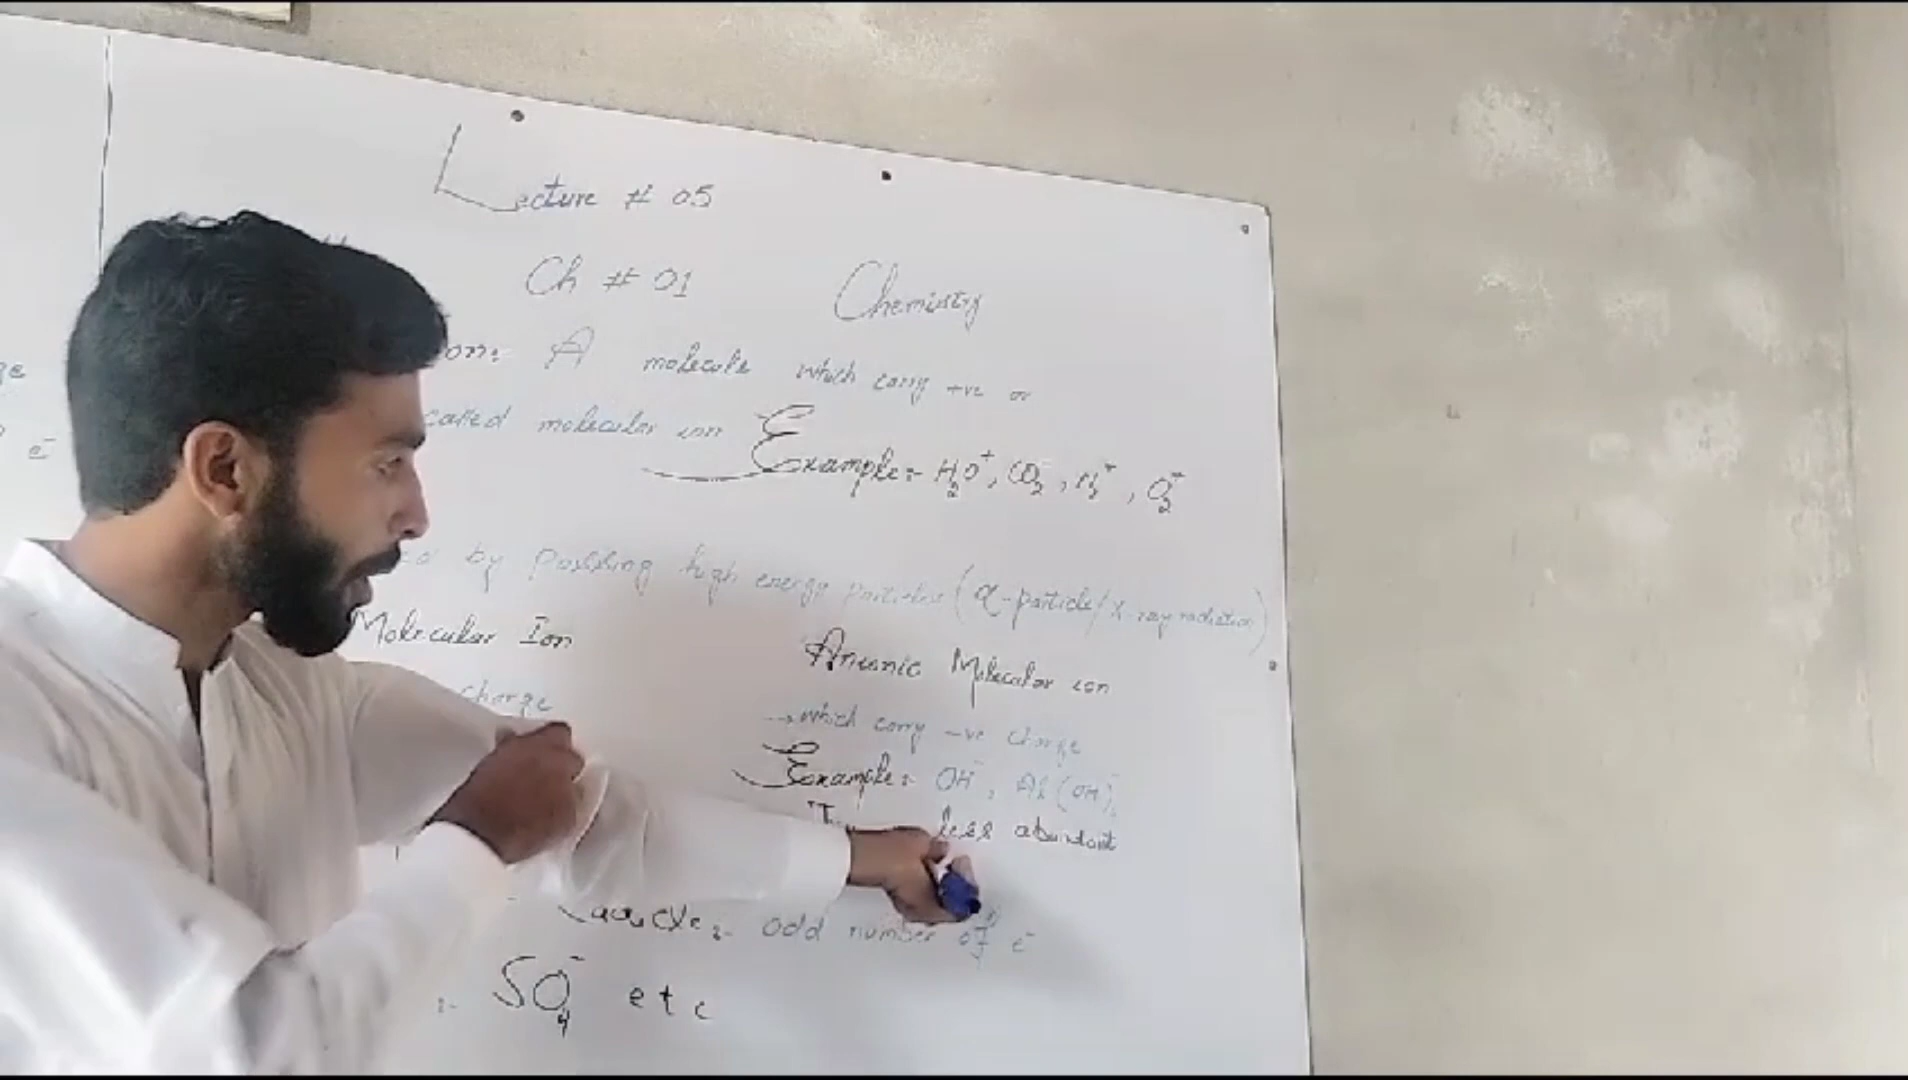 Lecture # 05
Ch # 01 Chemistry
on: A molecule which carry +ve or
called molecular ion Example:- H₂O⁺, CO₂, N₂⁺, O₂⁺
e⁻
by passing high energy particles (α-particle/X-ray radiation)
Molecular Ion
Anionic Molecular ion
charge
→ which carry -ve charge
Example:- OH⁻, Al(OH)
less abundant
odd number of e⁻
:- SO₄⁻ etc